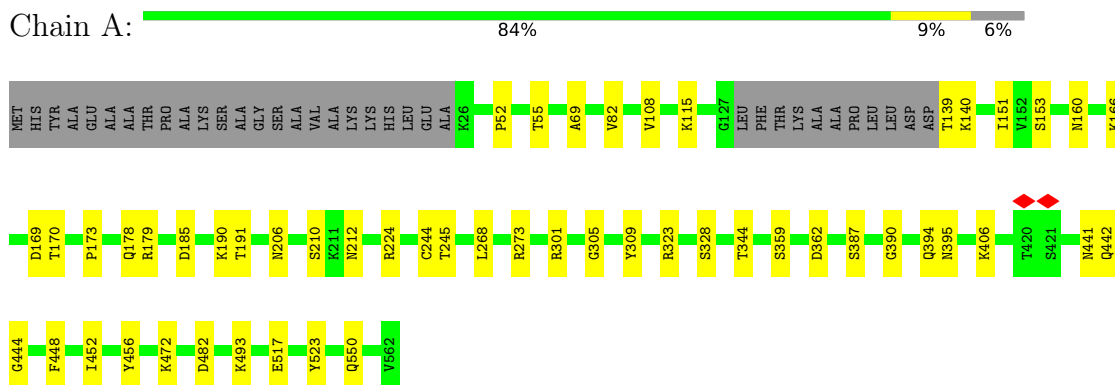 Chain A:
84% 9% 6%
MET HIS TYR ALA GLU ALA ALA THR PRO ALA LYS SER ALA GLY SER ALA VAL ALA LYS LYS HIS LEU GLU ALA K26 P52 T55 A69 V82 V108 K115 G127 LEU PHE THR LYS ALA ALA PRO LEU LEU ASP ASP T139 K140 I151 V152 S153 N160 K166
D169 T170 P173 Q178 R179 D185 K190 T191 N206 S210 K211 N212 R224 C244 T245 L268 R273 R301 G305 Y309 R323 S328 T344 S359 D362 S387 G390 Q394 N395 K406 T420 S421 N441 Q442
G444 F448 I452 Y456 K472 D482 K493 E517 Y523 Q550 V562